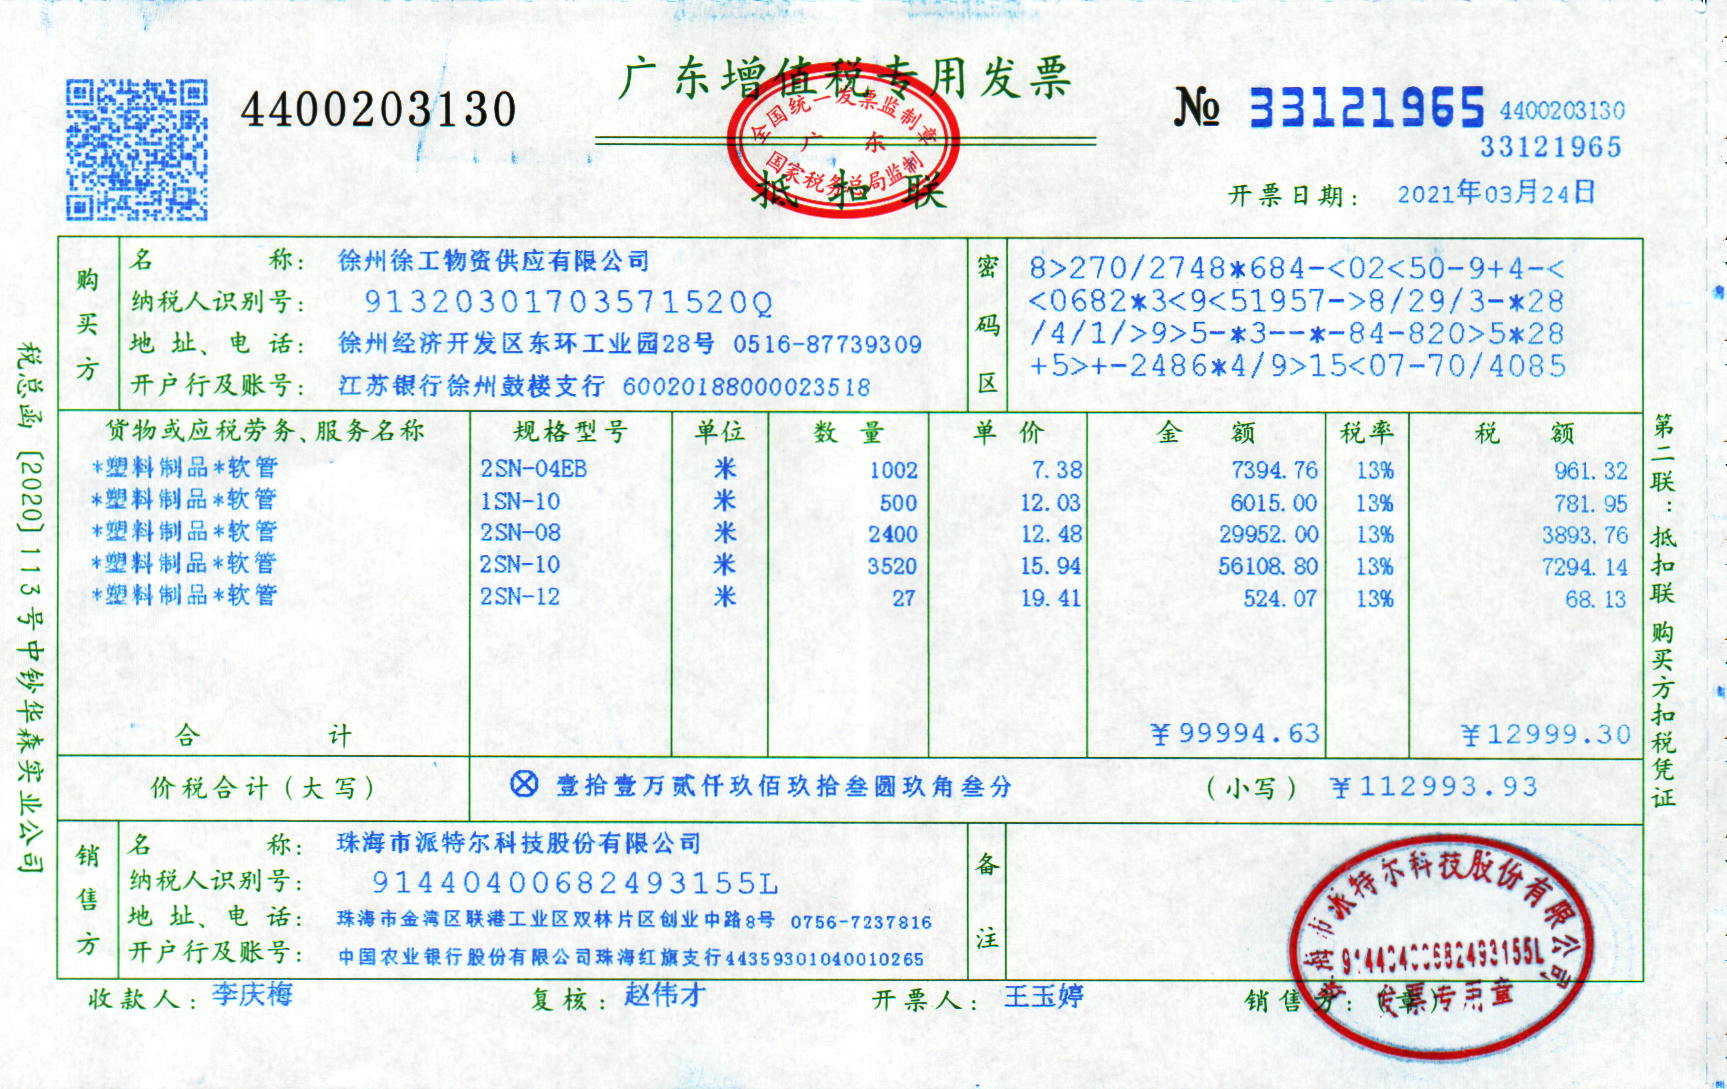 广东增值税专用发票
4400203130
№ 33121965 4400203130
33121965
全国统一发票监制章
广东
国家税务总局监制
抵扣联
开票日期: 2021年03月24日
购买方
名称: 徐州徐工物资供应有限公司
纳税人识别号: 91320301703571520Q
地址、电话: 徐州经济开发区东环工业园28号 0516-87739309
开户行及账号: 江苏银行徐州鼓楼支行 60020188000023518
密码区
8>270/2748*684-<02<50-9+4-<
<0682*3<9<51957->8/29/3-*28
/4/1/>9>5-*3--*-84-820>5*28
+5>+-2486*4/9>15<07-70/4085
货物或应税劳务、服务名称 规格型号 单位 数量 单价 金额 税率 税额
*塑料制品*软管 2SN-04EB 米 1002 7.38 7394.76 13% 961.32
*塑料制品*软管 1SN-10 米 500 12.03 6015.00 13% 781.95
*塑料制品*软管 2SN-08 米 2400 12.48 29952.00 13% 3893.76
*塑料制品*软管 2SN-10 米 3520 15.94 56108.80 13% 7294.14
*塑料制品*软管 2SN-12 米 27 19.41 524.07 13% 68.13
合计 ¥99994.63 ¥12999.30
价税合计(大写) ⊗壹拾壹万贰仟玖佰玖拾叁圆玖角叁分 (小写) ¥112993.93
销售方
名称: 珠海市派特尔科技股份有限公司
纳税人识别号: 91440400682493155L
地址、电话: 珠海市金湾区联港工业区双林片区创业中路8号 0756-7237816
开户行及账号: 中国农业银行股份有限公司珠海红旗支行44359301040010265
备注
收款人: 李庆梅 复核: 赵伟才 开票人: 王玉婷 销售方:(章)
珠海市派特尔科技股份有限公司
91440400682493155L
发票专用章
税总函[2020]113号中钞华森实业公司
第二联:抵扣联 购买方扣税凭证